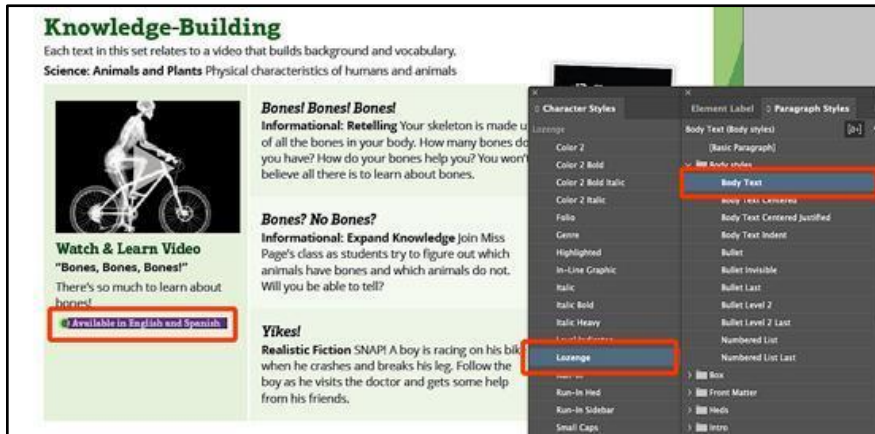 Knowledge-Building
Each text in this set relates to a video that builds background and vocabulary.
Science: Animals and Plants Physical characteristics of humans and animals
Watch & Learn Video
"Bones, Bones, Bones!"
There's so much to learn about
bones!
Available in English and Spanish
Bones! Bones! Bones!
Informational: Retelling Your skeleton is made u
of all the bones in your body. How many bones do
you have? How do your bones help you? You won't
believe all there is to learn about bones.
Bones? No Bones?
Informational: Expand Knowledge Join Miss
Page's class as students try to figure out which
animals have bones and which animals do not.
Will you be able to tell?
Yikes!
Realistic Fiction SNAP! A boy is racing on his bik
when he crashes and breaks his leg. Follow the
boy as he visits the doctor and gets some help
from his friends.
Character Styles
Lozenge
Color 2
Color 2 Bold
Color 2 Bold Italic
Color 2 Italic
Folio
Genre
Highlighted
In-Line Graphic
Italic
Italic Bold
Italic Heavy
Level Indicator
Lozenge
Run-In
Run-In Hed
Run-In Sidebar
Small Caps
Element Label
Paragraph Styles
Body Text (Body styles)
[a+]
[Basic Paragraph]
Body styles
Body Text
Body Text Centered
Body Text Centered Justified
Body Text Indent
Bullet
Bullet Invisible
Bullet Last
Bullet Level 2
Bullet Level 2 Last
Numbered List
Numbered List Last
Box
Front Matter
Heds
Intro